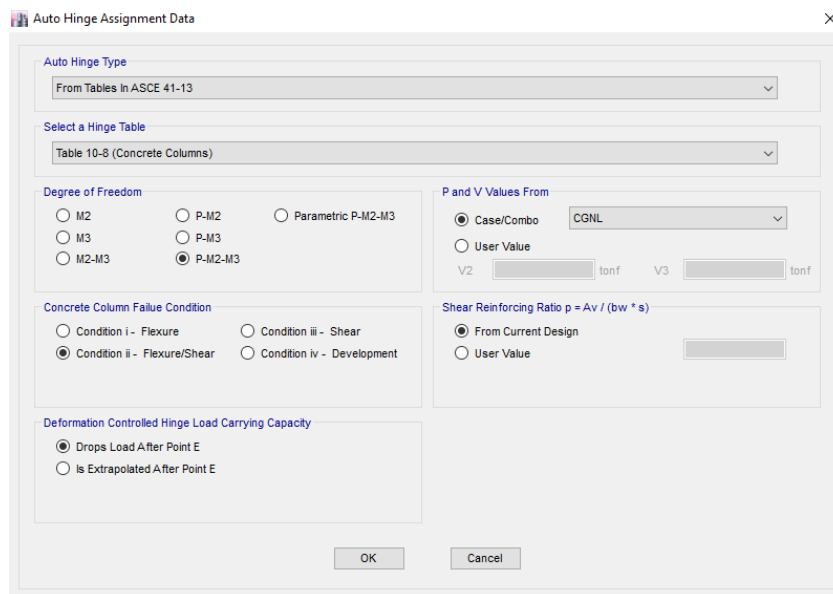 Auto Hinge Assignment Data
Auto Hinge Type
From Tables In ASCE 41-13
Select a Hinge Table
Table 10-8 (Concrete Columns)
Degree of Freedom
M2
P-M2
Parametric P-M2-M3
M3
P-M3
M2-M3
P-M2-M3
P and V Values From
Case/Combo
CGNL
User Value
V2
tonf
V3
tonf
Concrete Column Failue Condition
Condition i - Flexure
Condition iii - Shear
Condition ii - Flexure/Shear
Condition iv - Development
Shear Reinforcing Ratio p = Av / (bw * s)
From Current Design
User Value
Deformation Controlled Hinge Load Carrying Capacity
Drops Load After Point E
Is Extrapolated After Point E
OK
Cancel